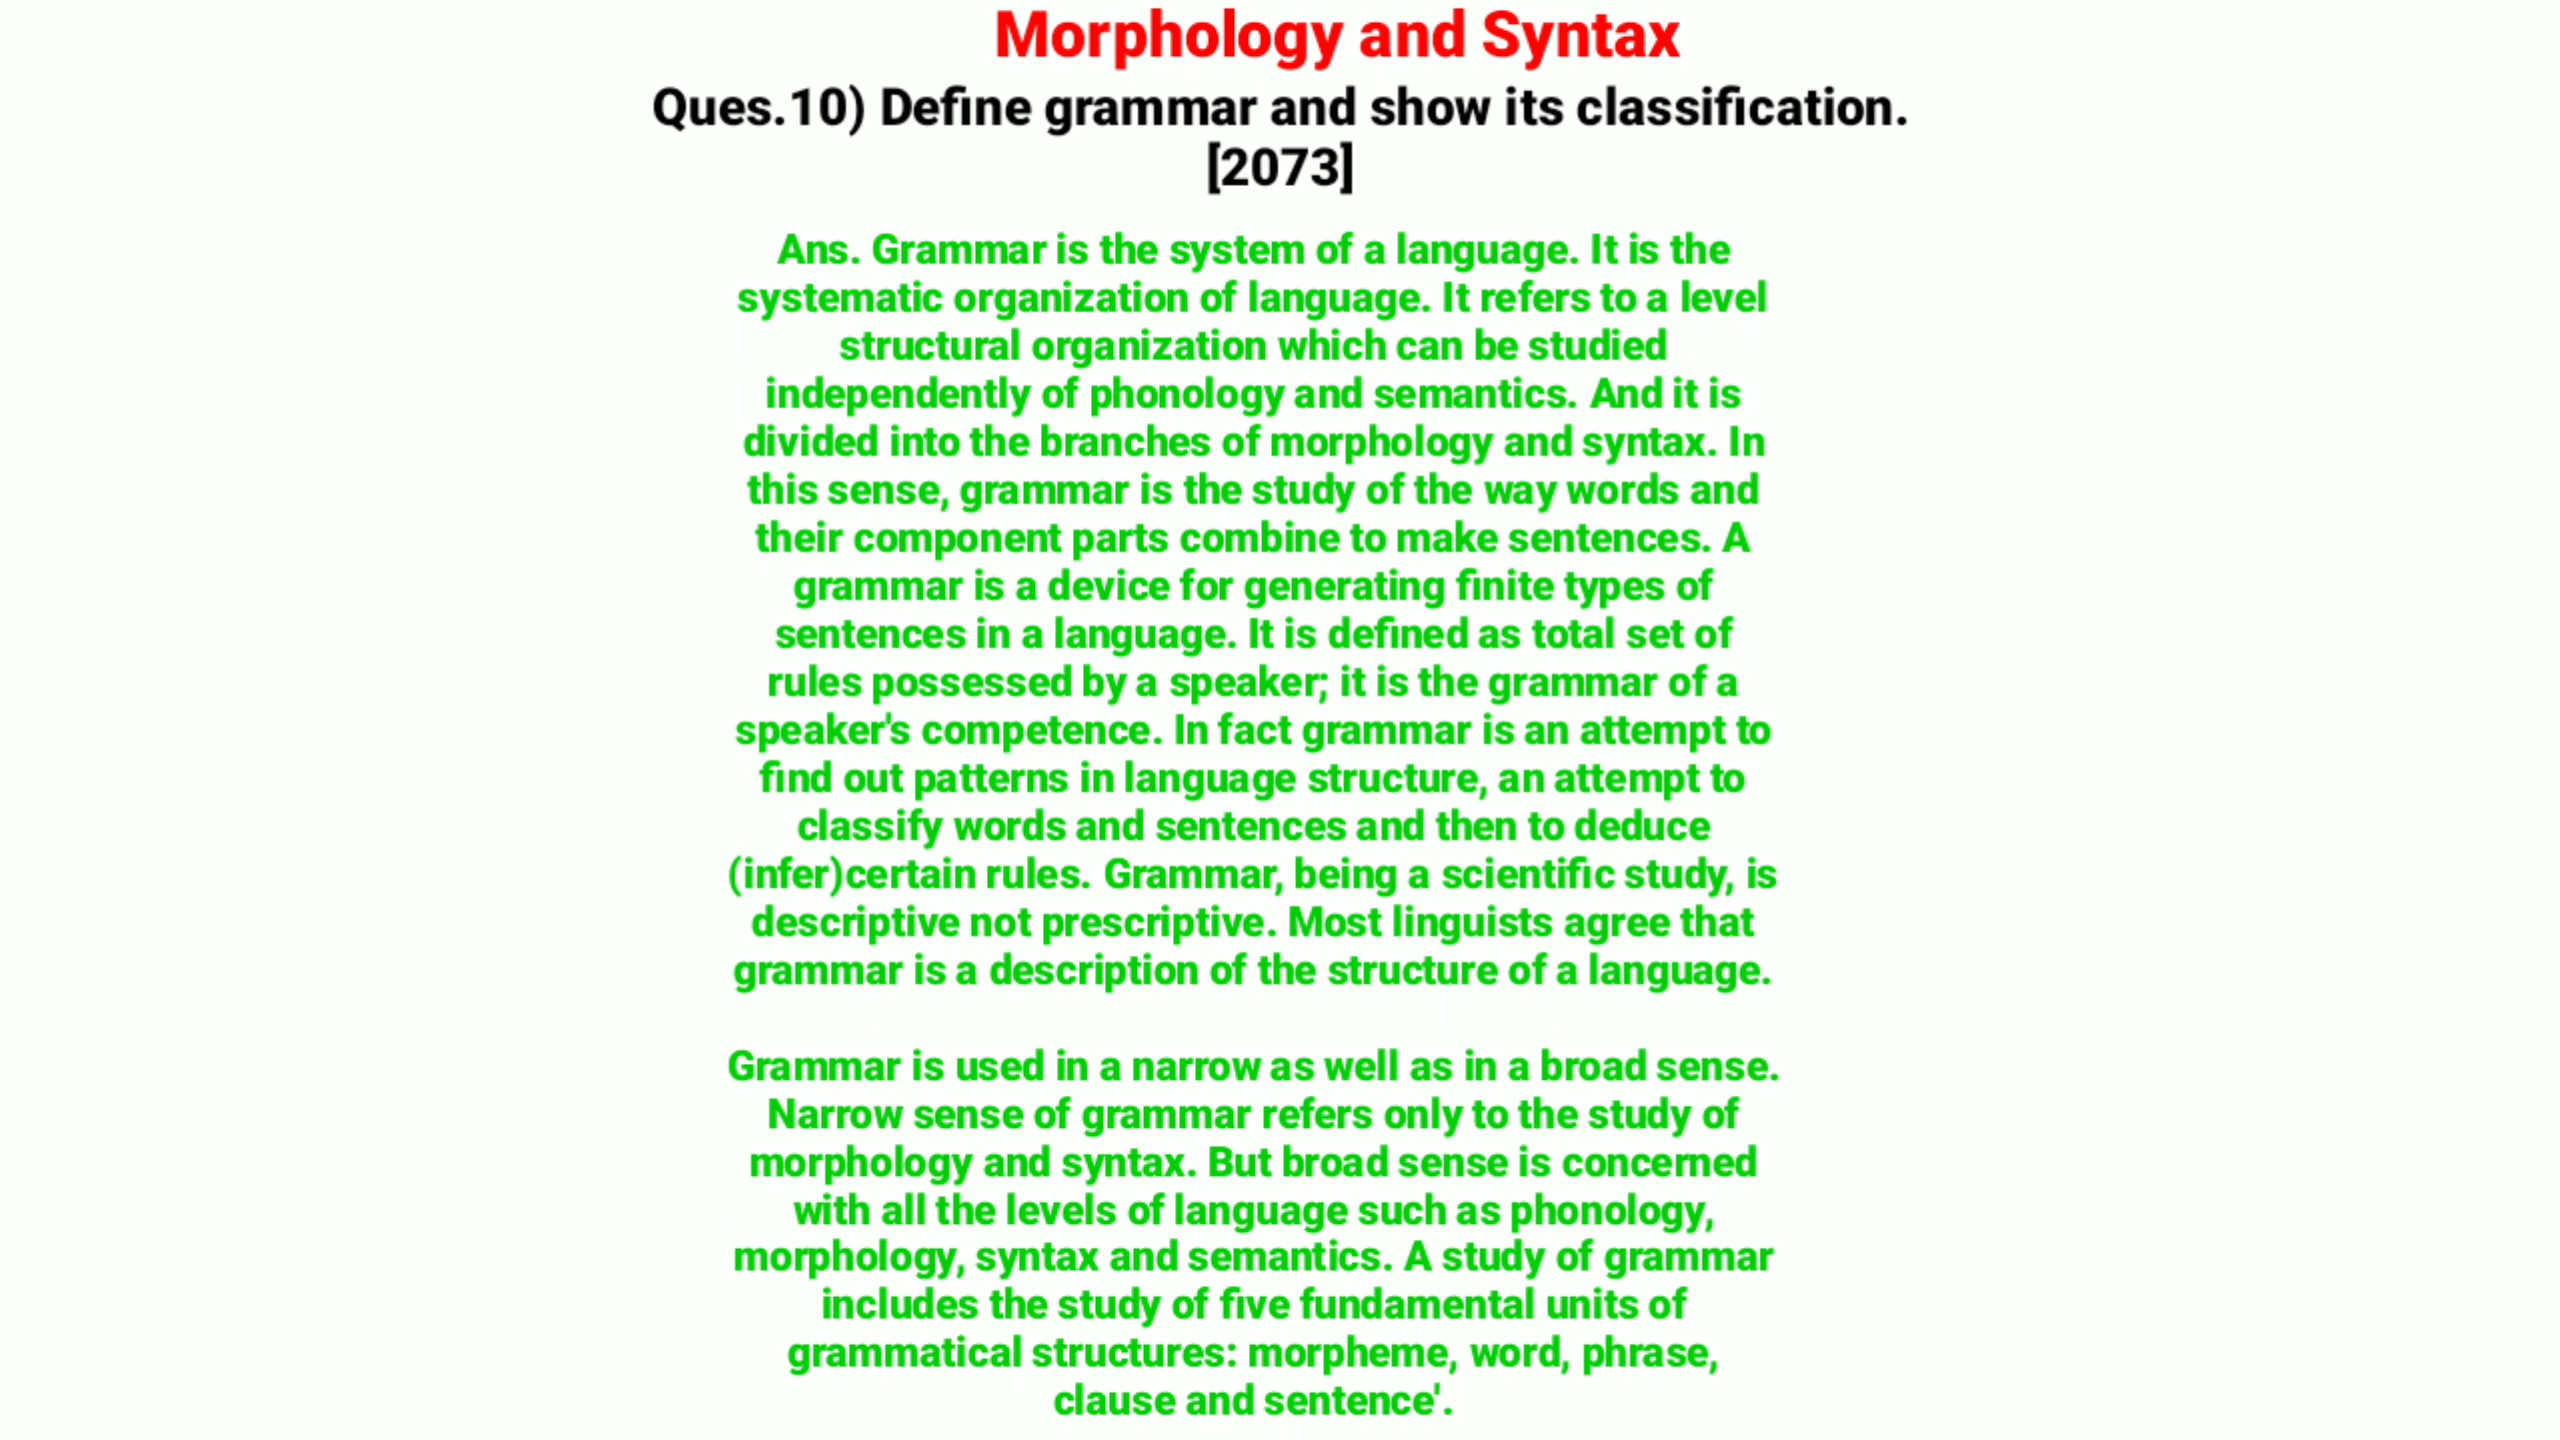 Morphology and Syntax
Ques.10) Define grammar and show its classification.
[2073]
Ans. Grammar is the system of a language. It is the
systematic organization of language. It refers to a level
structural organization which can be studied
independently of phonology and semantics. And it is
divided into the branches of morphology and syntax. In
this sense, grammar is the study of the way words and
their component parts combine to make sentences. A
grammar is a device for generating finite types of
sentences in a language. It is defined as total set of
rules possessed by a speaker; it is the grammar of a
speaker's competence. In fact grammar is an attempt to
find out patterns in language structure, an attempt to
classify words and sentences and then to deduce
(infer)certain rules. Grammar, being a scientific study, is
descriptive not prescriptive. Most linguists agree that
grammar is a description of the structure of a language.
Grammar is used in a narrow as well as in a broad sense.
Narrow sense of grammar refers only to the study of
morphology and syntax. But broad sense is concerned
with all the levels of language such as phonology,
morphology, syntax and semantics. A study of grammar
includes the study of five fundamental units of
grammatical structures: morpheme, word, phrase,
clause and sentence'.